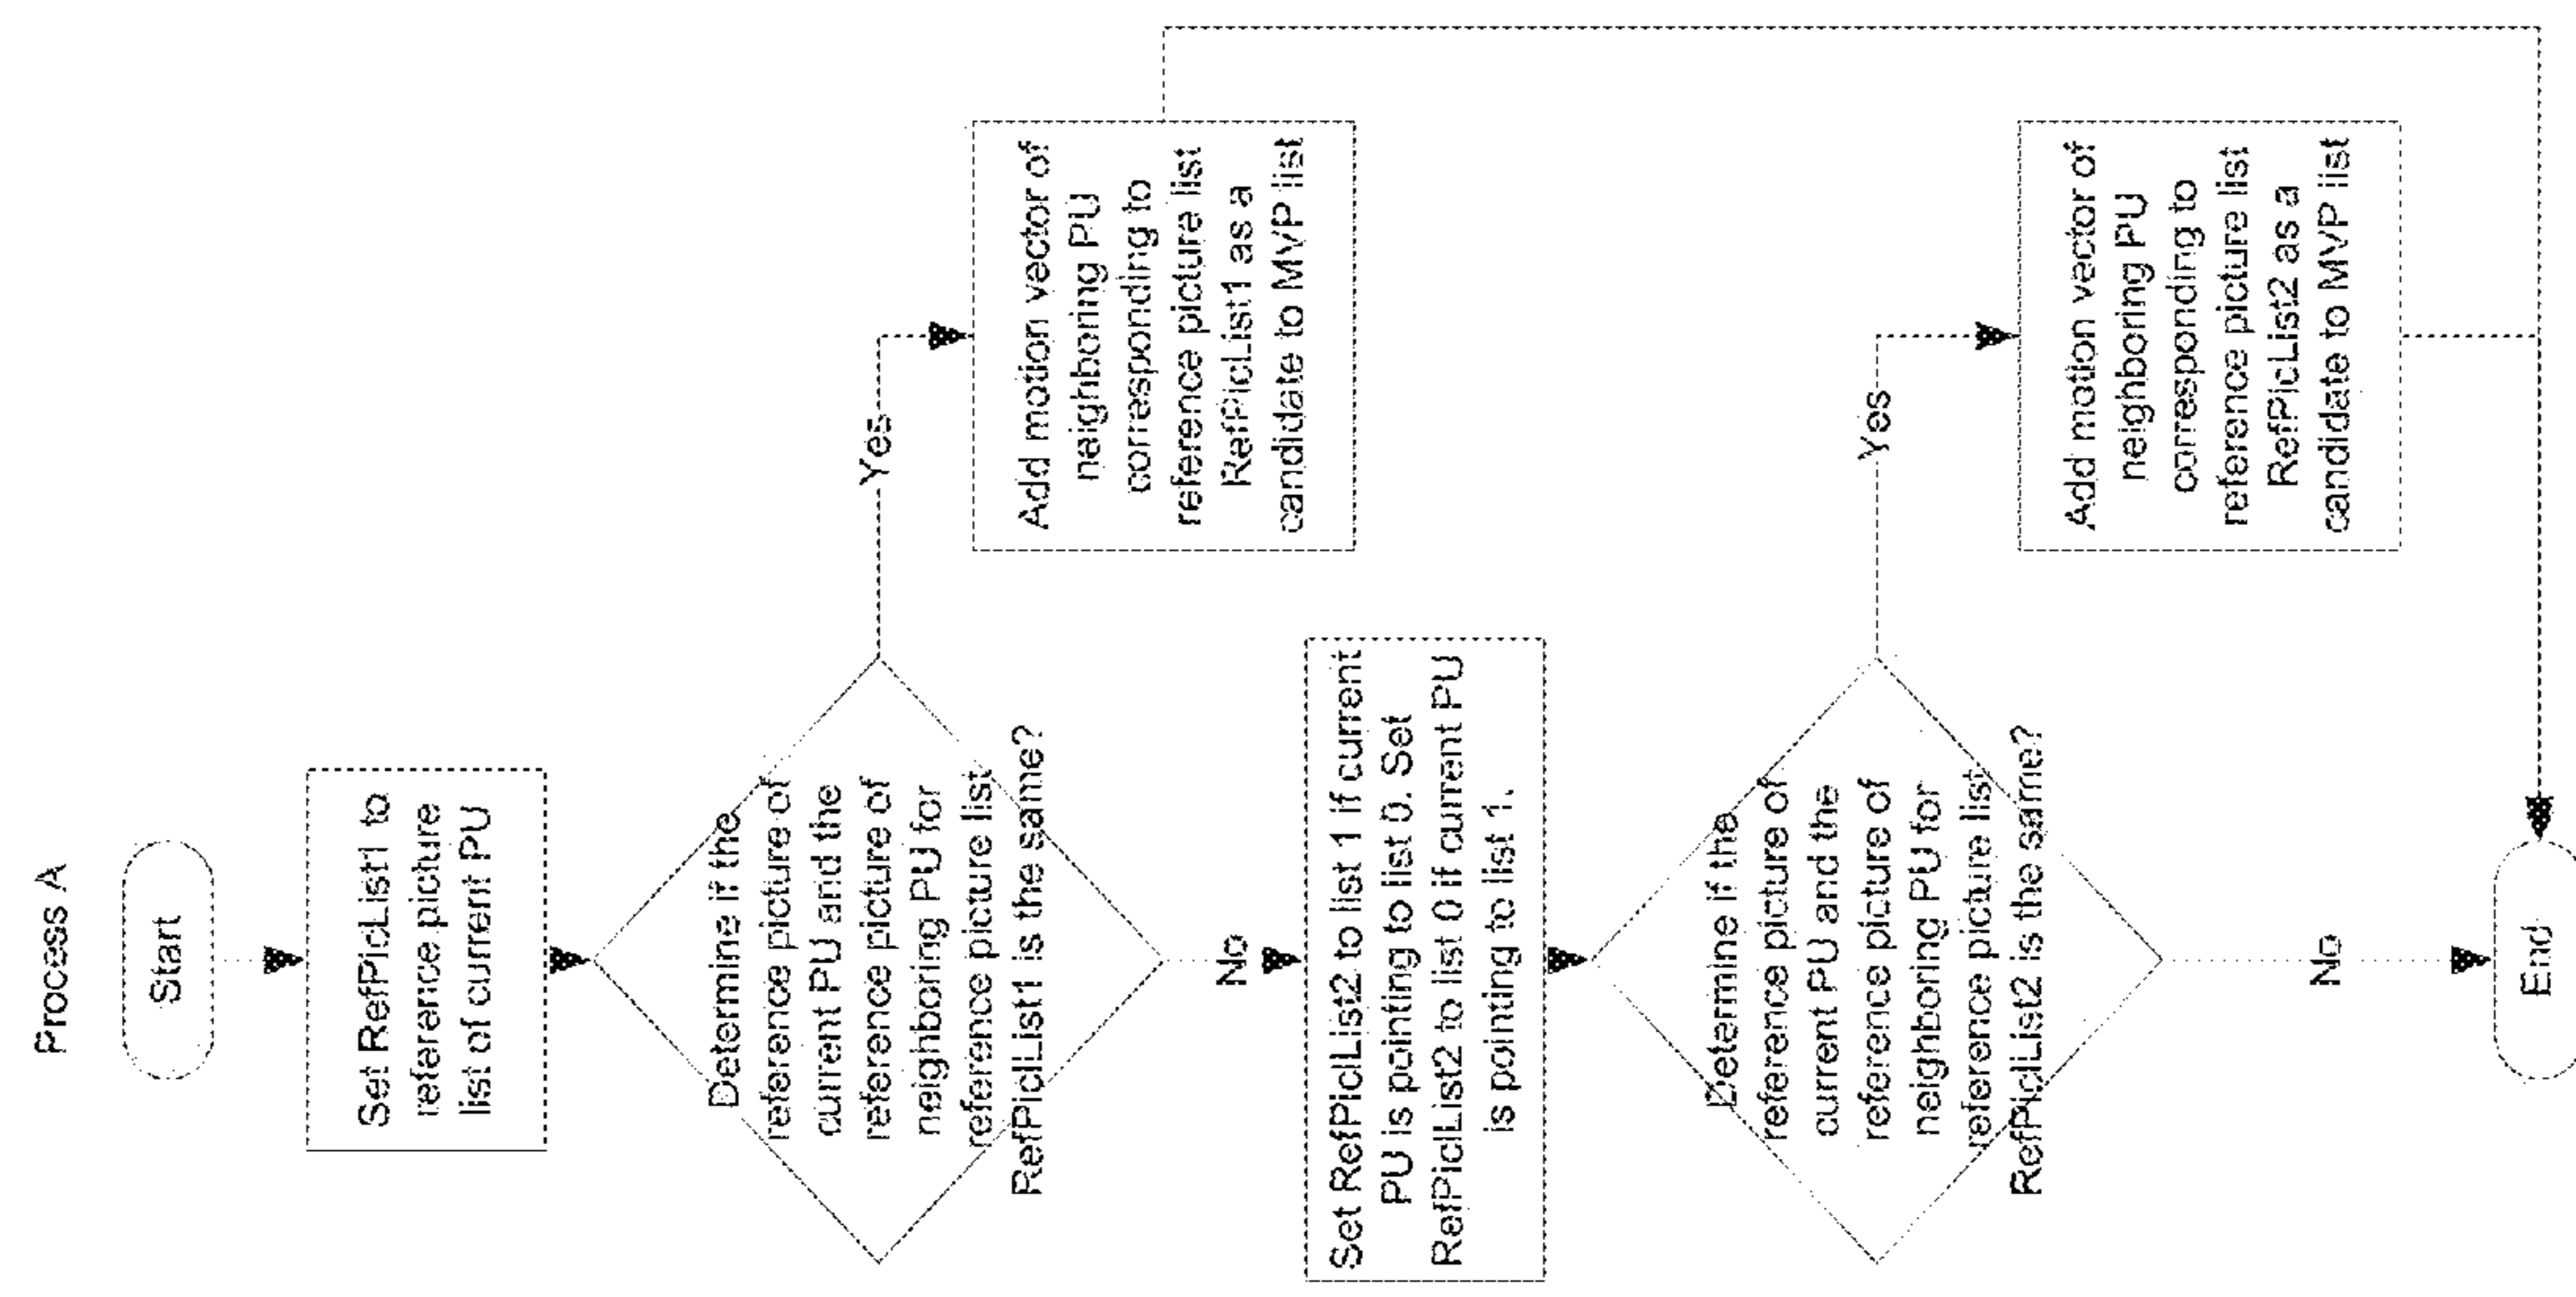 Process A
Start
Set RefPicList1 to
reference picture
list of current PU
Determine if the
reference picture of
current PU and the
reference picture of
neighboring PU for
reference picture list
RefPicList1 is the same?
Yes
Add motion vector of
neighboring PU
corresponding to
reference picture list
RefPicList1 as a
candidate to MVP list
No
Set RefPicList2 to list 1 if current
PU is pointing to list 0. Set
RefPicList2 to list 0 if current PU
is pointing to list 1.
Determine if the
reference picture of
current PU and the
reference picture of
neighboring PU for
reference picture list
RefPicList2 is the same?
Yes
Add motion vector of
neighboring PU
corresponding to
reference picture list
RefPicList2 as a
candidate to MVP list
No
End